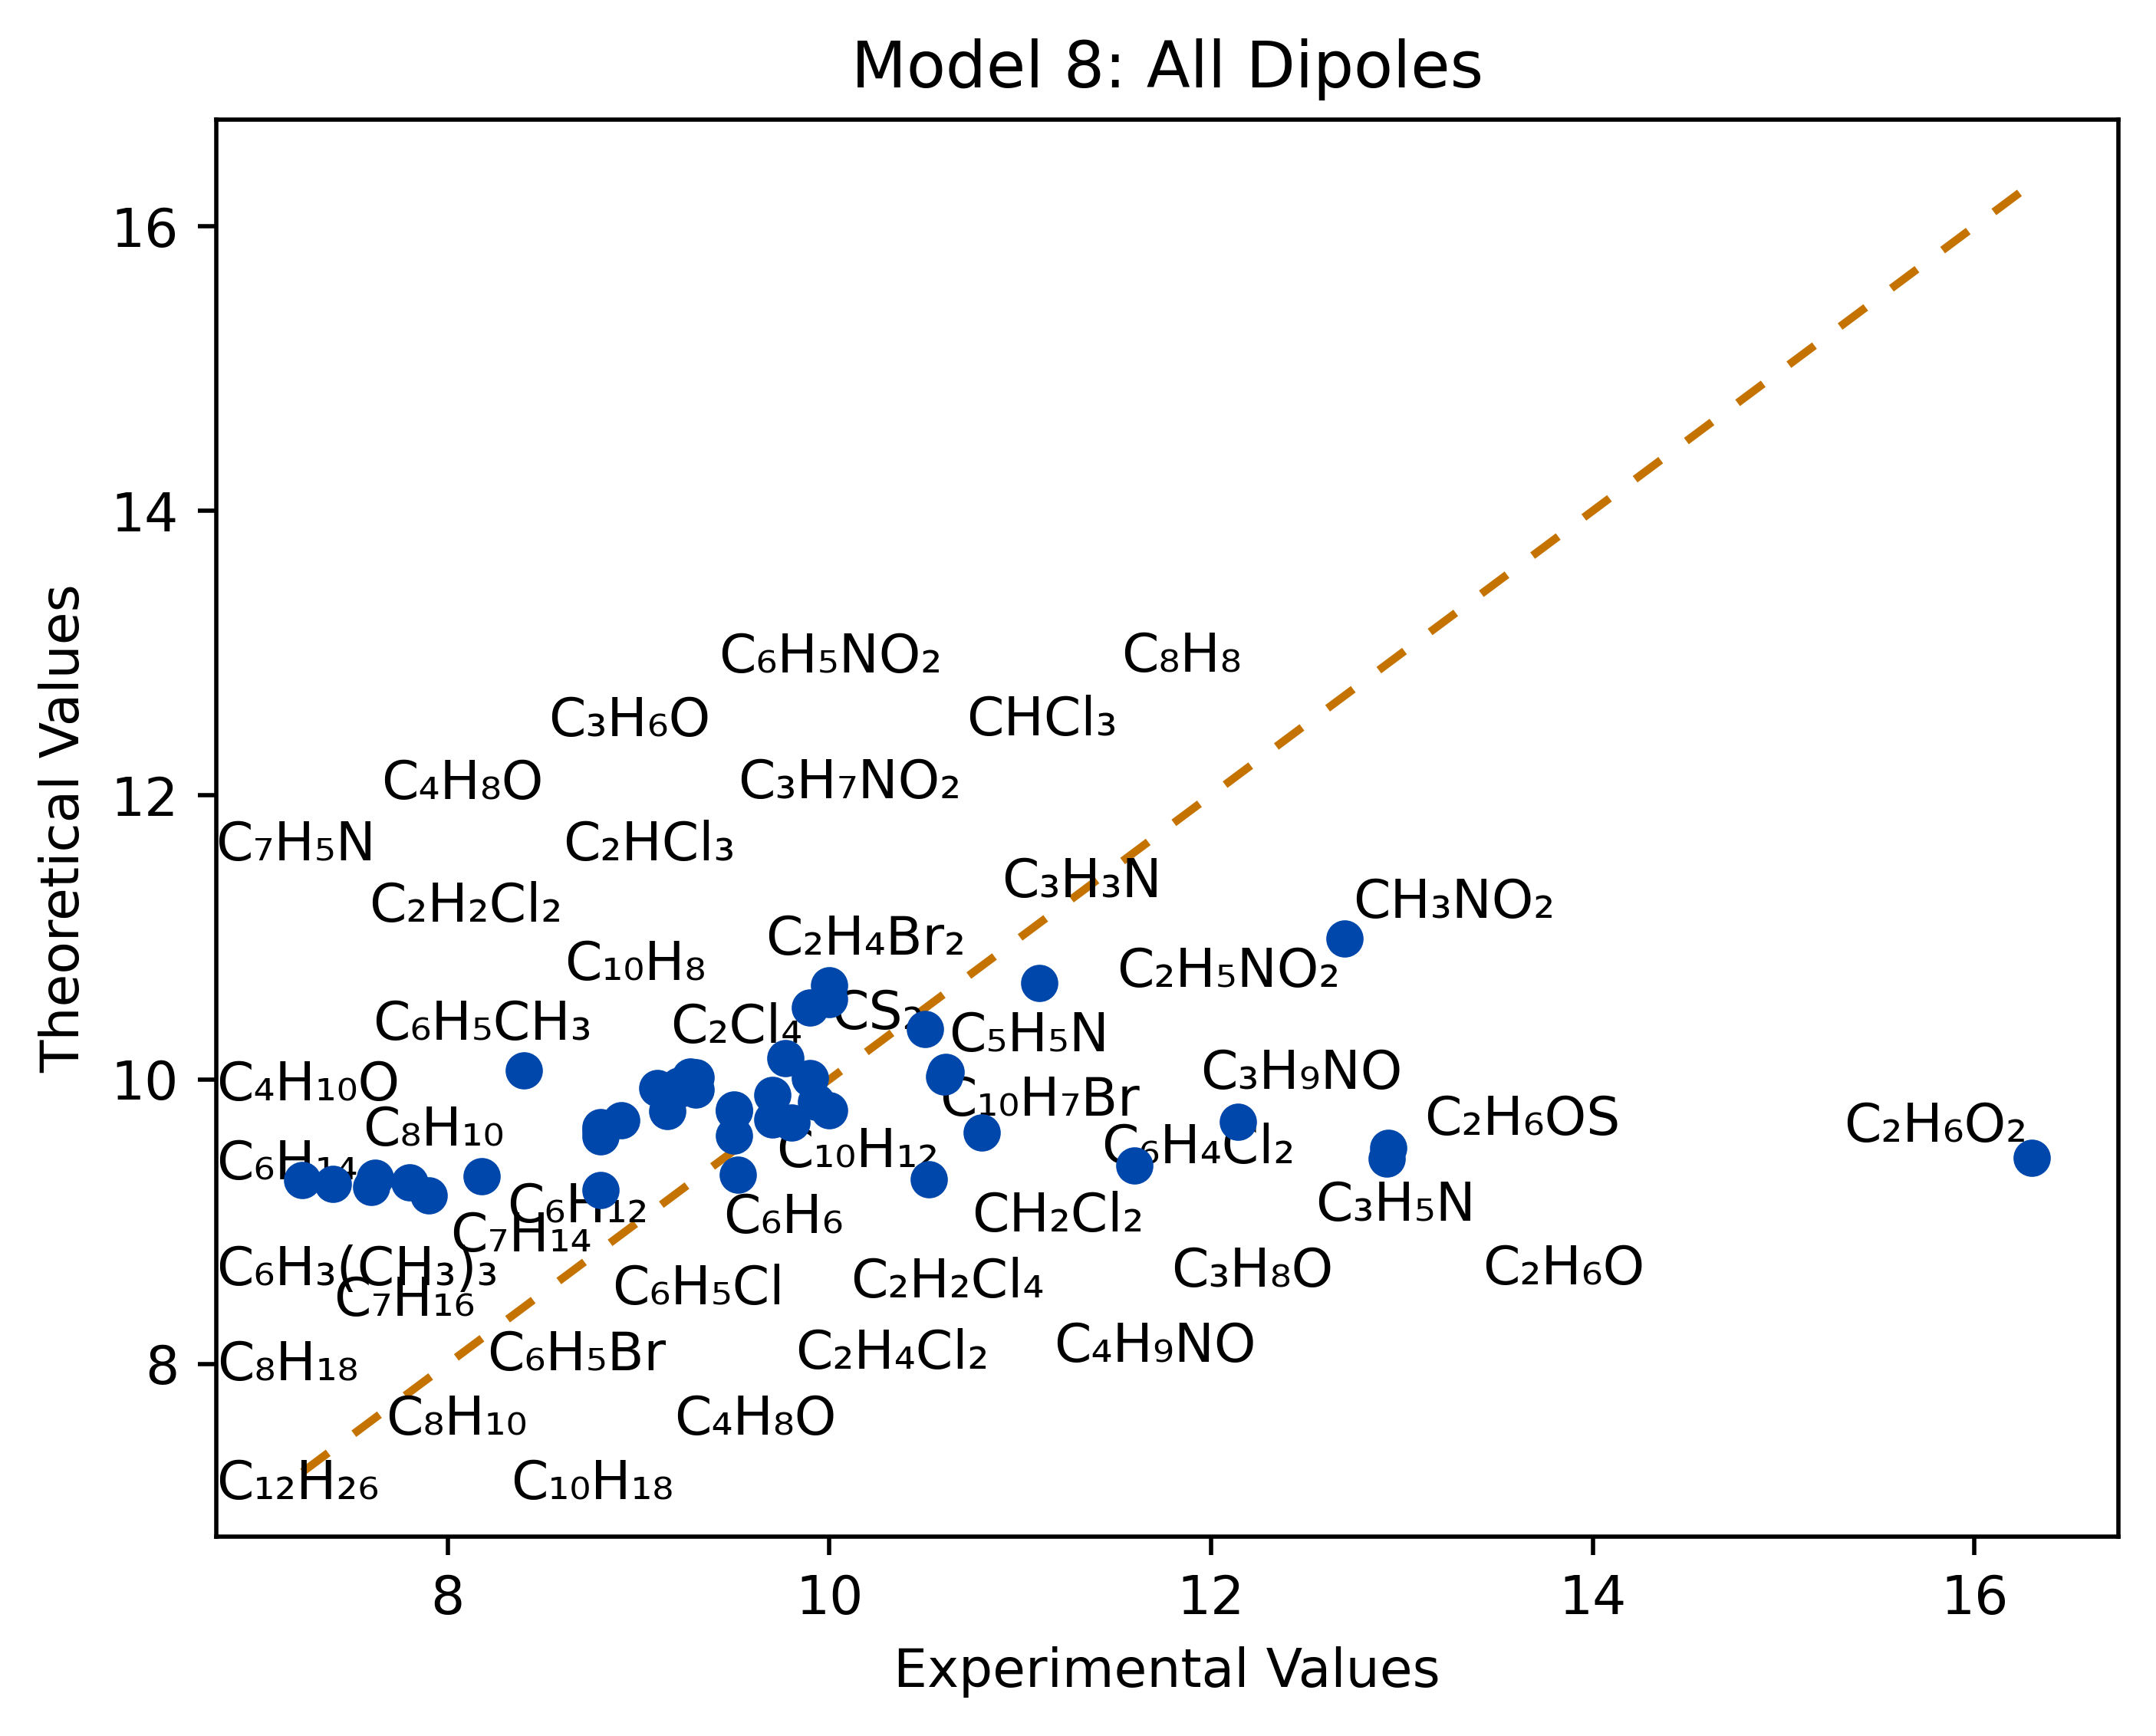 Model 8: All Dipoles
Theoretical Values
16
14
12
10
8
C₆H₅NO₂
C₈H₈
C₃H₆O
CHCl₃
C₄H₈O
C₃H₇NO₂
C₇H₅N
C₂HCl₃
C₃H₃N
C₂H₂Cl₂
CH₃NO₂
C₂H₄Br₂
C₁₀H₈
C₂H₅NO₂
CS₂
C₆H₅CH₃
C₂Cl₄
C₅H₅N
C₄H₁₀O
C₃H₉NO
C₁₀H₇Br
C₈H₁₀
C₂H₆OS
C₂H₆O₂
C₆H₁₄
C₁₀H₁₂
C₆H₄Cl₂
C₆H₁₂
C₃H₅N
C₆H₆
CH₂Cl₂
C₇H₁₄
C₆H₃(CH₃)₃
C₃H₈O
C₂H₆O
C₇H₁₆
C₆H₅Cl
C₂H₂Cl₄
C₈H₁₈
C₆H₅Br
C₂H₄Cl₂
C₄H₉NO
C₈H₁₀
C₄H₈O
C₁₂H₂₆
C₁₀H₁₈
8
10
12
14
16
Experimental Values